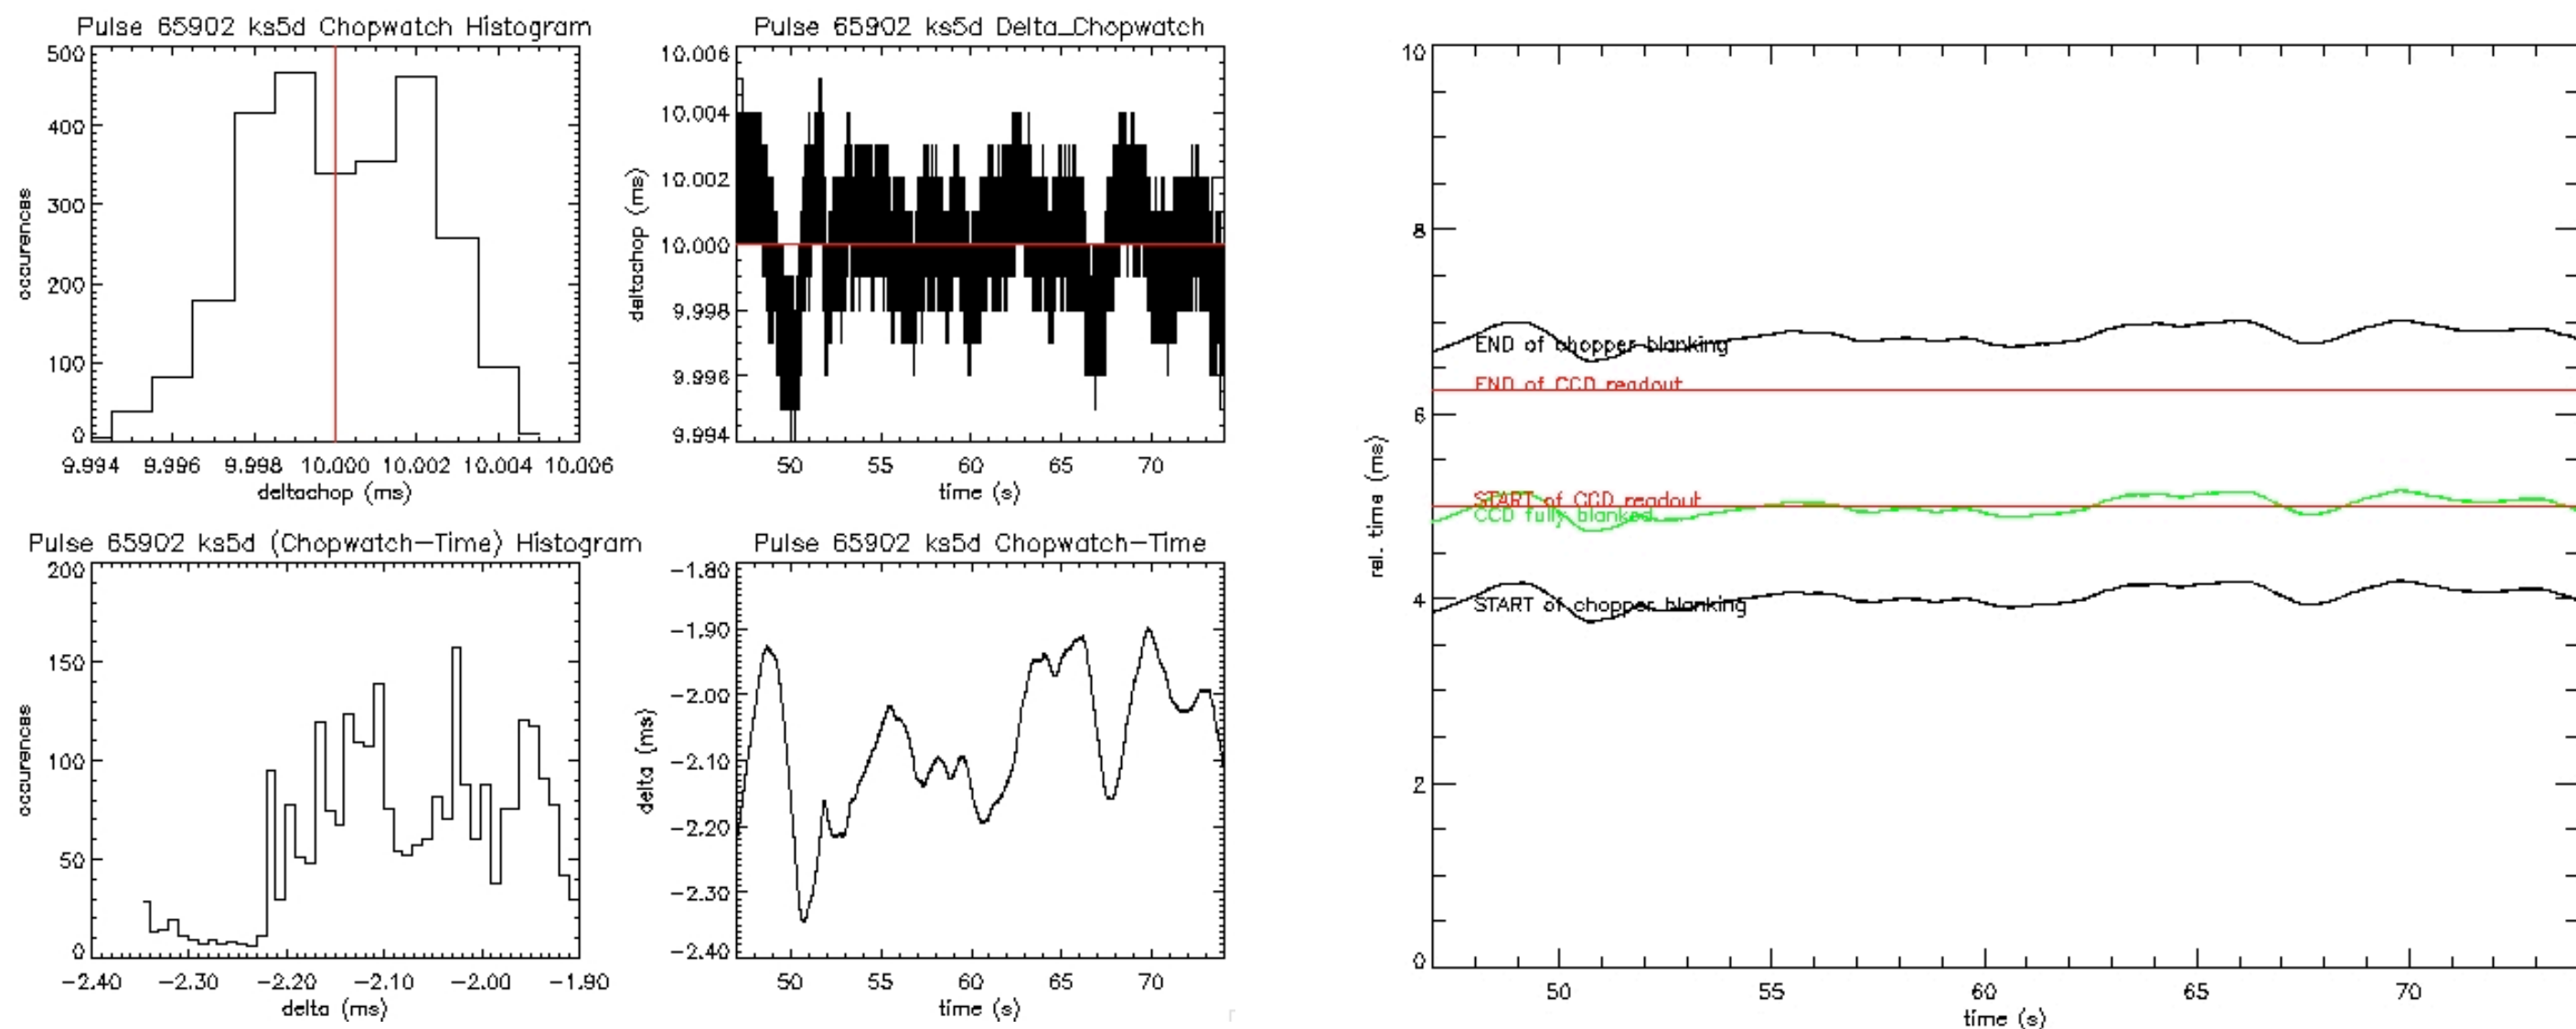 Pulse 65902 ks5d Chopwatch Histogram
500
400
300
200
100
0
occurences
9.994 9.996 9.998 10.000 10.002 10.004 10.006
deltachop (ms)
Pulse 65902 ks5d Delta_Chopwatch
10.006
10.004
10.002
10.000
9.998
9.996
9.994
deltachop (ms)
50 55 60 65 70
time (s)
Pulse 65902 ks5d (Chopwatch-Time) Histogram
200
150
100
50
0
occurences
-2.40 -2.30 -2.20 -2.10 -2.00 -1.90
delta (ms)
Pulse 65902 ks5d Chopwatch-Time
-1.80
-1.90
-2.00
-2.10
-2.20
-2.30
-2.40
delta (ms)
50 55 60 65 70
time (s)
10
8
6
4
2
0
rel. time (ms)
END of chopper blanking
END of CCD readout
START of CCD readout
CCD fully blanked
START of chopper blanking
50 55 60 65 70
time (s)